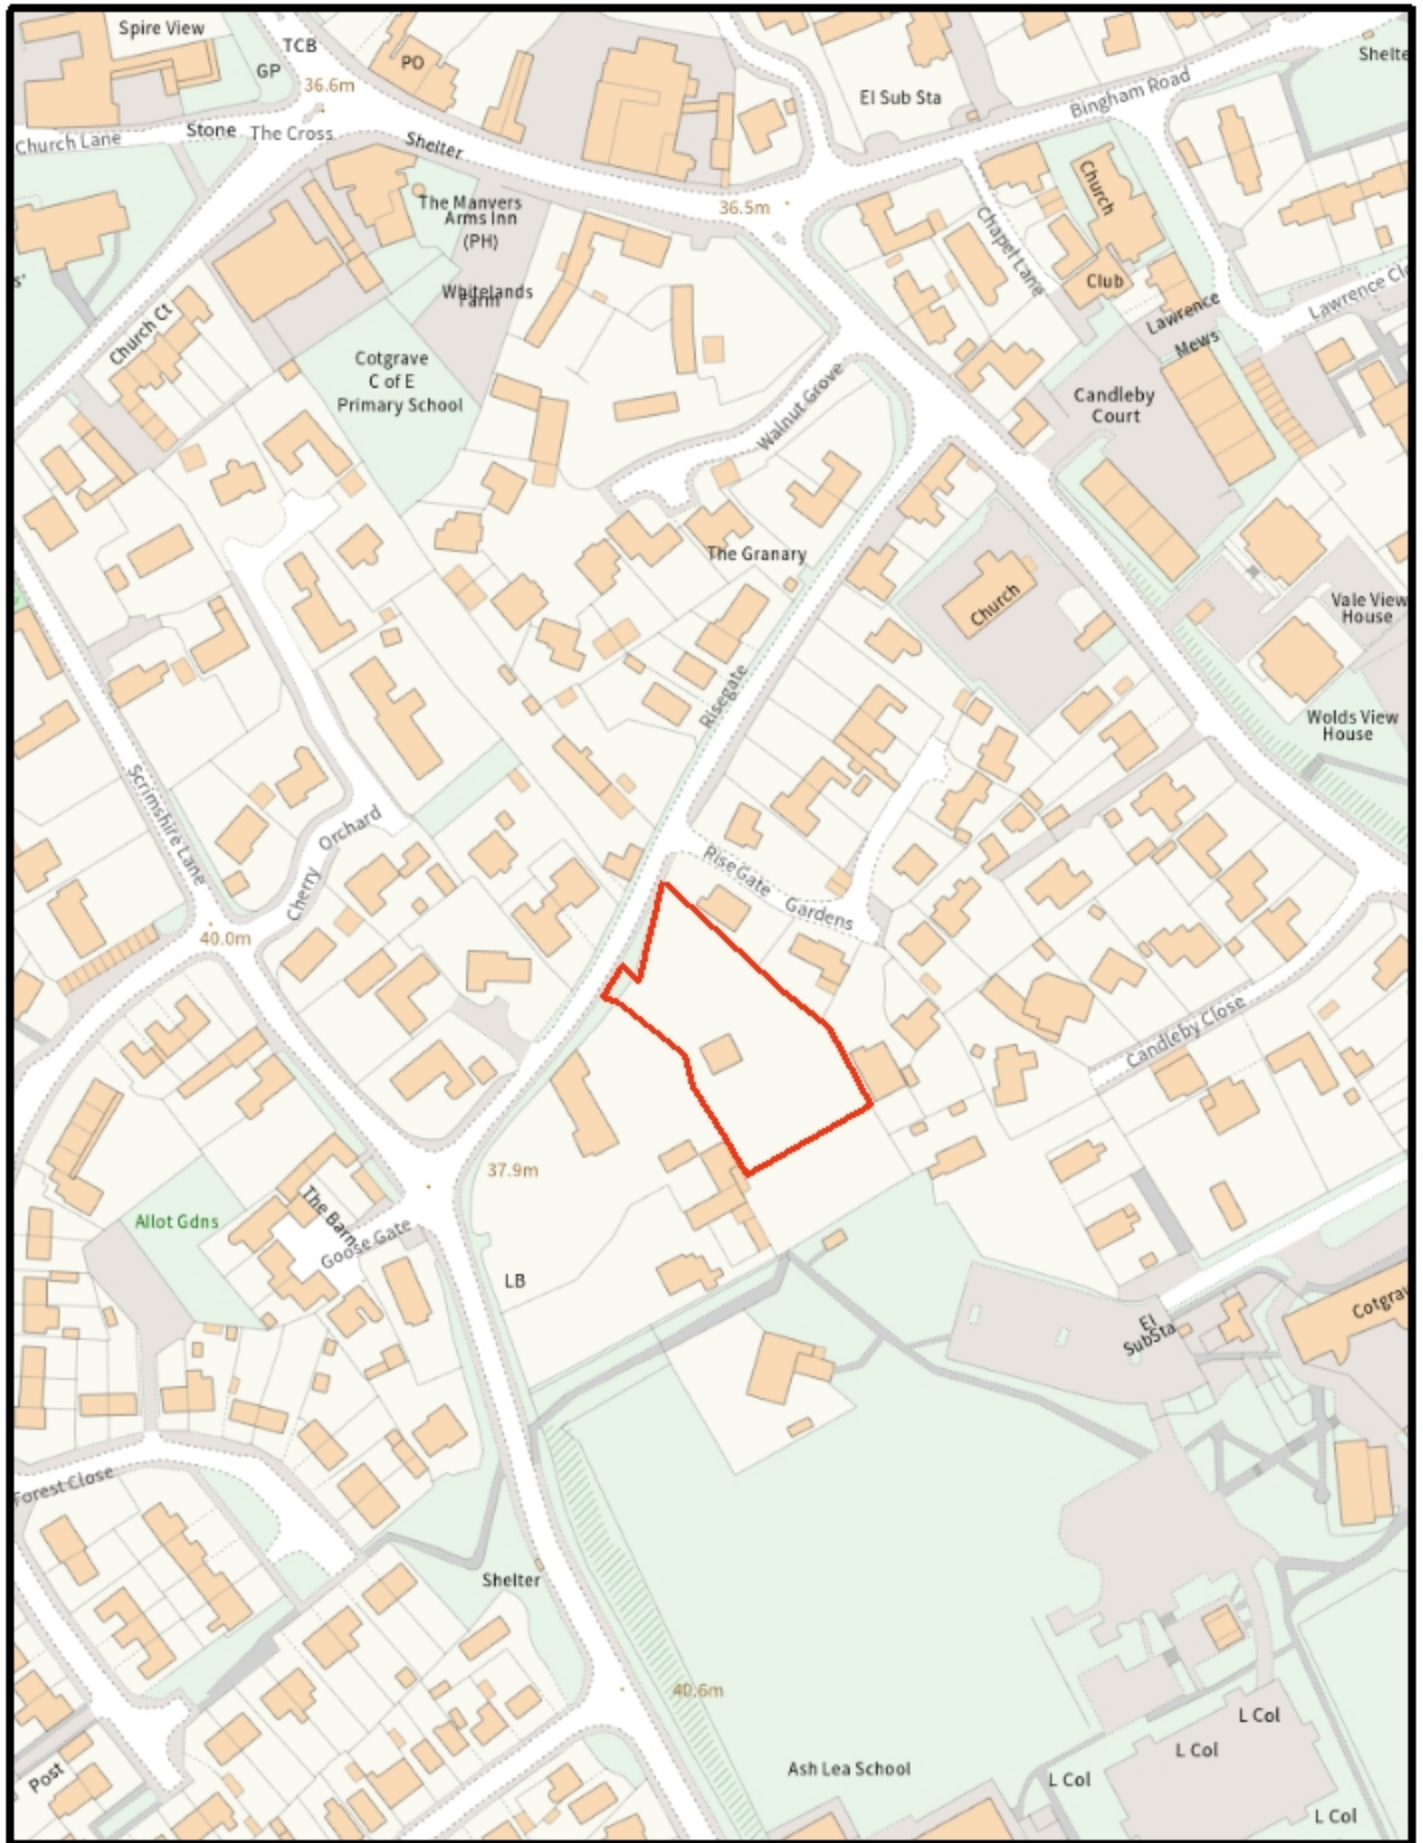 Spire View
TCB
GP
36.6m
PO
El Sub Sta
Shelte
Bingham Road
Church Lane
Stone
The Cross
Shelter
The Manvers
Arms Inn
(PH)
36.5m
Church
Chapel Lane
Club
Whitelands
Farm
Lawrence
Mews
Lawrence Clo
Church Ct
Cotgrave
C of E
Primary School
Walnut Grove
Candleby
Court
The Granary
Church
Vale View
House
Risegate
Wolds View
House
Scrimshire Lane
Cherry
Orchard
Rise Gate
Gardens
40.0m
Candleby Close
37.9m
Allot Gdns
The Barns
Goose Gate
LB
El
SubSta
Cotgrav
Forest Close
Shelter
40.6m
Post
Ash Lea School
L Col
L Col
L Col
L Col